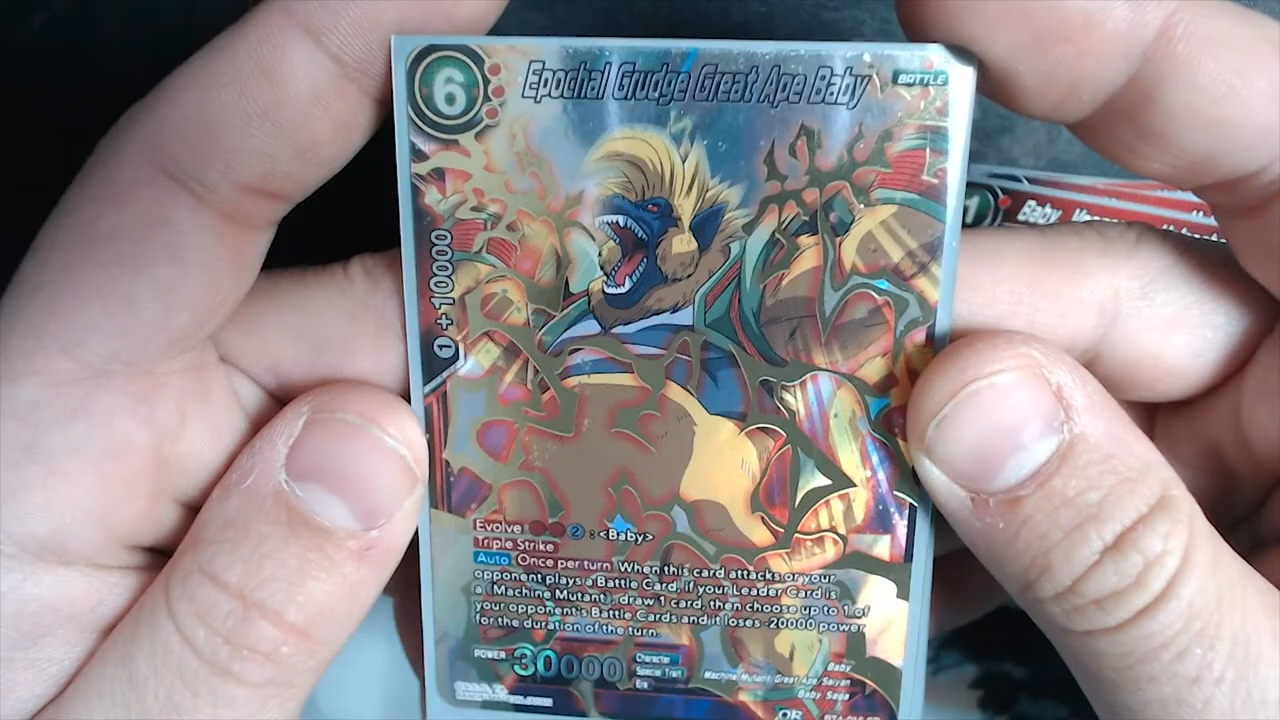 6
Epochal Grudge Great Ape Baby
BATTLE
1 +10000
1
Baby,
Evolve 2 : <Baby>
Triple Strike
Auto Once per turn When this card attacks or your
opponent plays a Battle Card, if your Leader Card is
a 《Machine Mutant》, draw 1 card, then choose up to 1 of
your opponent's Battle Cards and it loses -20000 power
for the duration of the turn.
POWER 30000
Character Baby
Special Trait Machine Mutant/Great Ape/Saiyan
Era Baby Saga